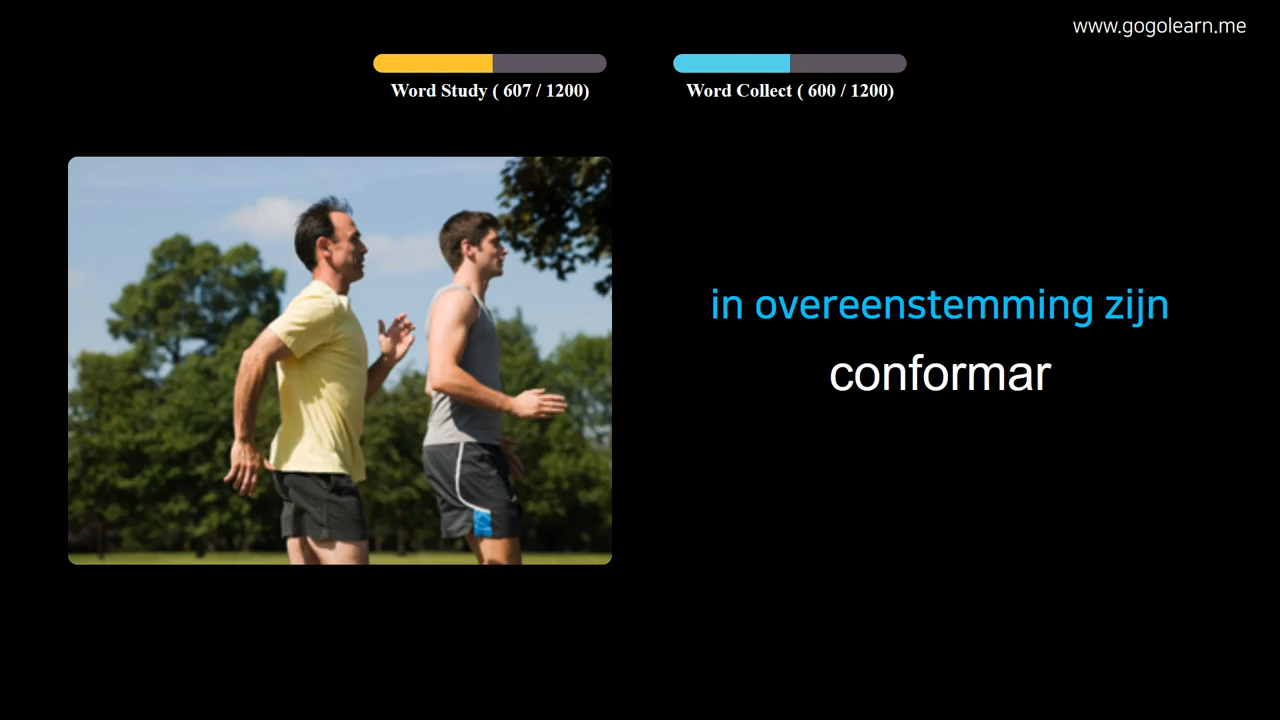 www.gogolearn.me
Word Study ( 607 / 1200)
Word Collect ( 600 / 1200)
in overeenstemming zijn
conformar